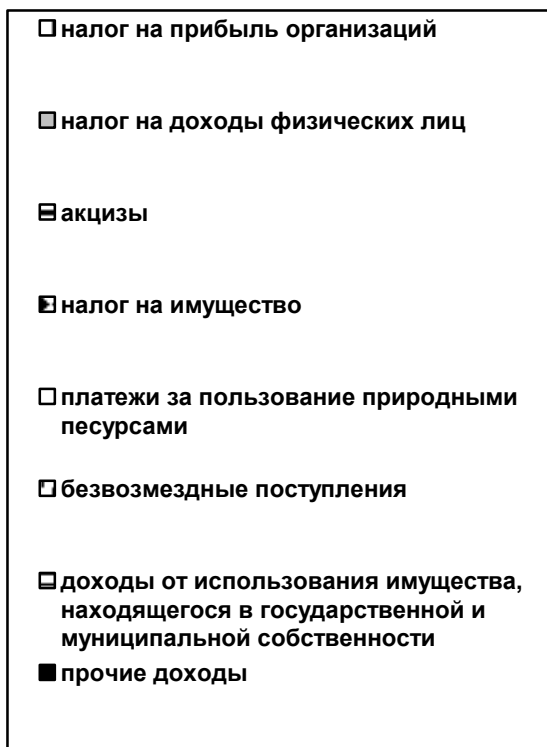 налог на прибыль организаций
налог на доходы физических лиц
акцизы
налог на имущество
платежи за пользование природными
песурсами
безвозмездные поступления
доходы от использования имущества,
находящегося в государственной и
муниципальной собственности
прочие доходы